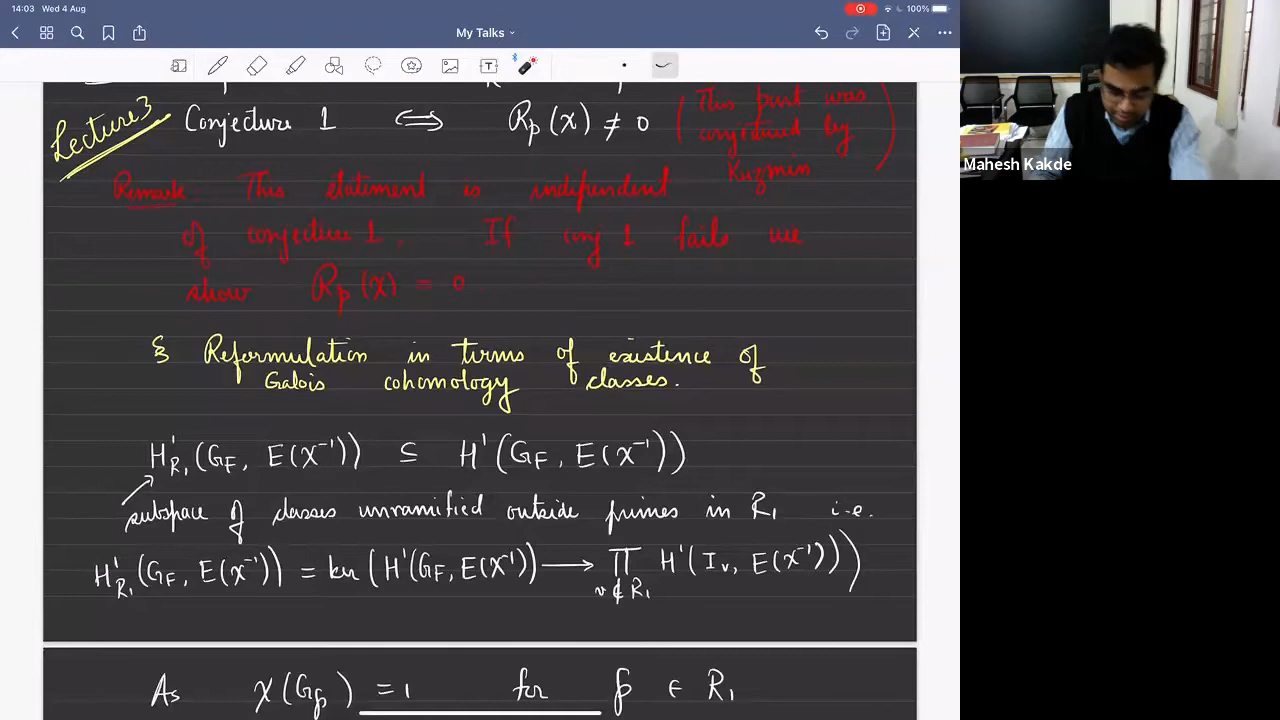 14:03 Wed 4 Aug
100%
My Talks
Lecture 3
Conjecture 1 ⟺ Rp(χ) ≠ 0 (This part was conjectured by Kuzmin)
Remark: This statement is independent
of conjecture 1. If conj 1 fails we
show Rp(χ) = 0
§ Reformulation in terms of existence of
Galois cohomology classes.
H¹_{R₁}(G_F, E(χ⁻¹)) ⊆ H¹(G_F, E(χ⁻¹))
subspace of classes unramified outside primes in R₁ i.e.
H¹_{R₁}(G_F, E(χ⁻¹)) = ker(H¹(G_F, E(χ⁻¹)) ⟶ ∏_{v∉R₁} H¹(I_v, E(χ⁻¹)))
As χ(G_𝔭) = 1 for 𝔭 ∈ R₁
Mahesh Kakde